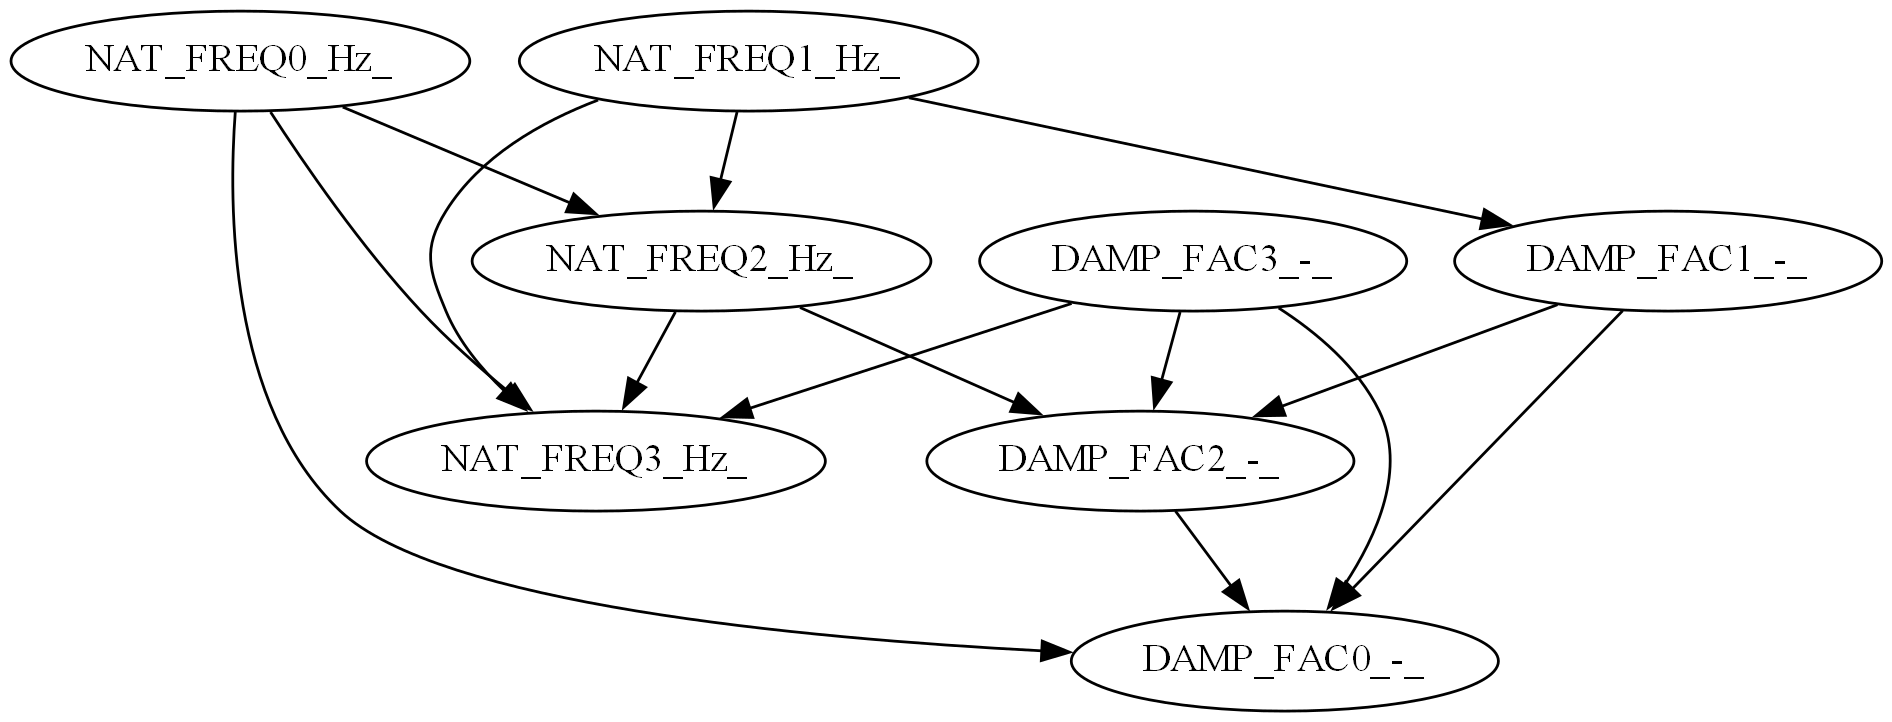 NAT_FREQ0_Hz_
NAT_FREQ1_Hz_
NAT_FREQ2_Hz_
DAMP_FAC3_-_
DAMP_FAC1_-_
NAT_FREQ3_Hz_
DAMP_FAC2_-_
DAMP_FAC0_-_